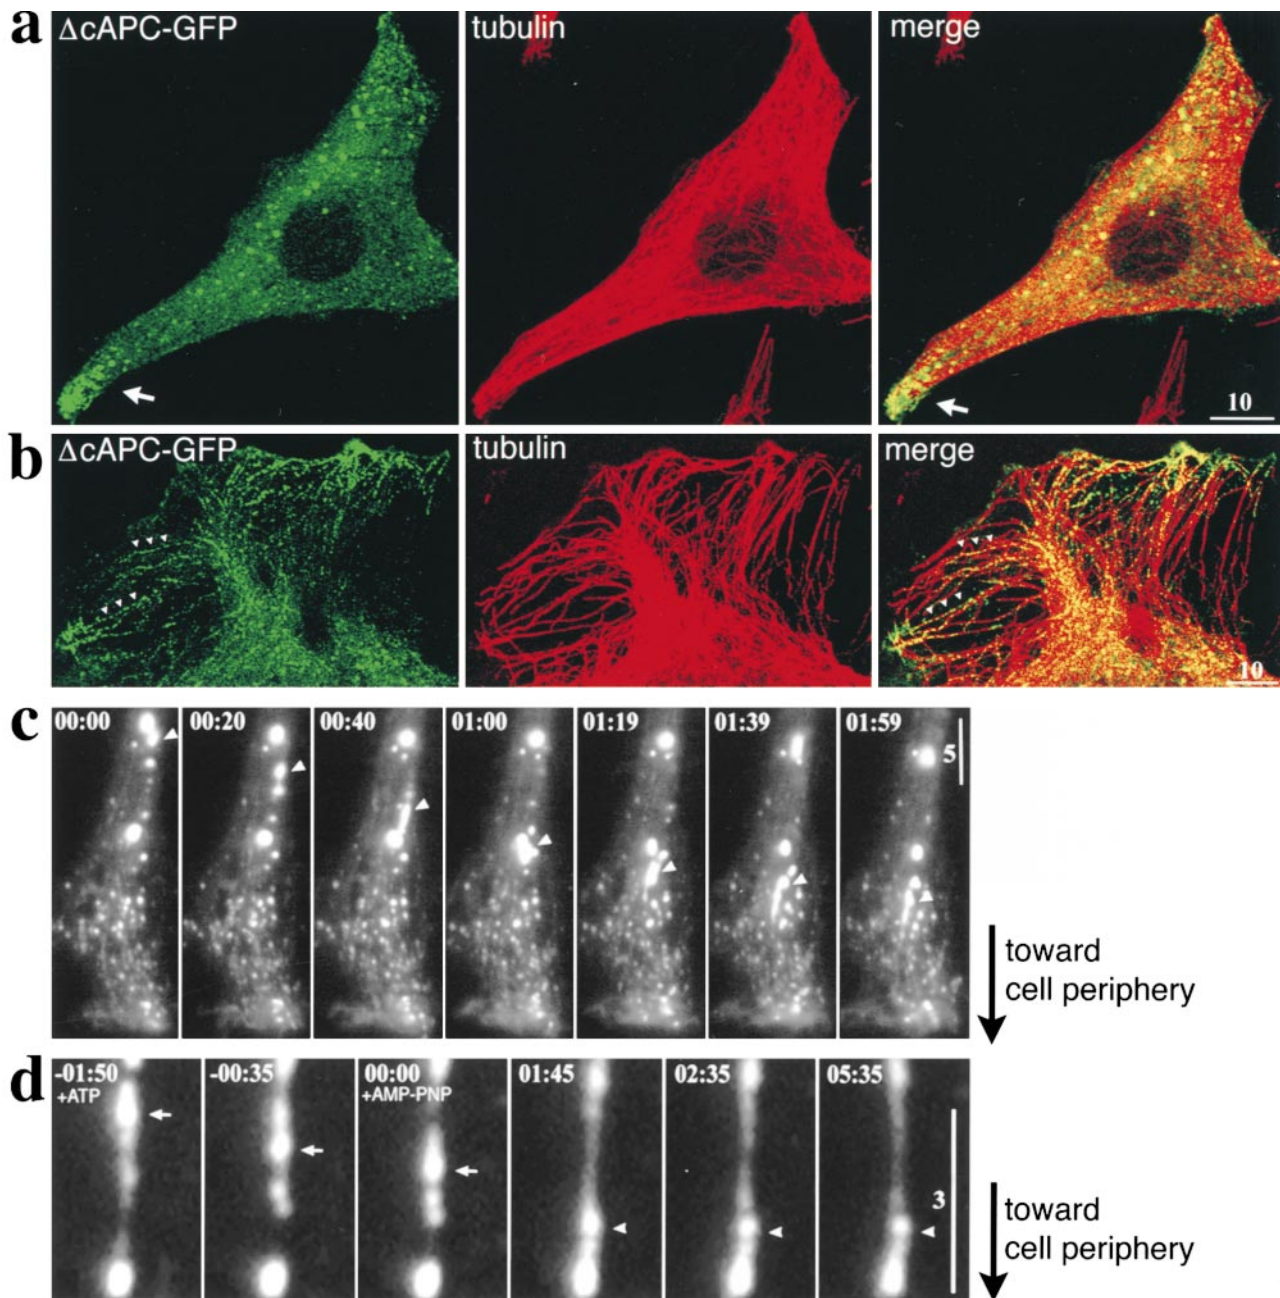 a
ΔcAPC-GFP
tubulin
merge
10
b
ΔcAPC-GFP
tubulin
merge
10
c
00:00
00:20
00:40
01:00
01:19
01:39
01:59
5
toward
cell periphery
d
-01:50
+ATP
-00:35
00:00
+AMP-PNP
01:45
02:35
05:35
3
toward
cell periphery